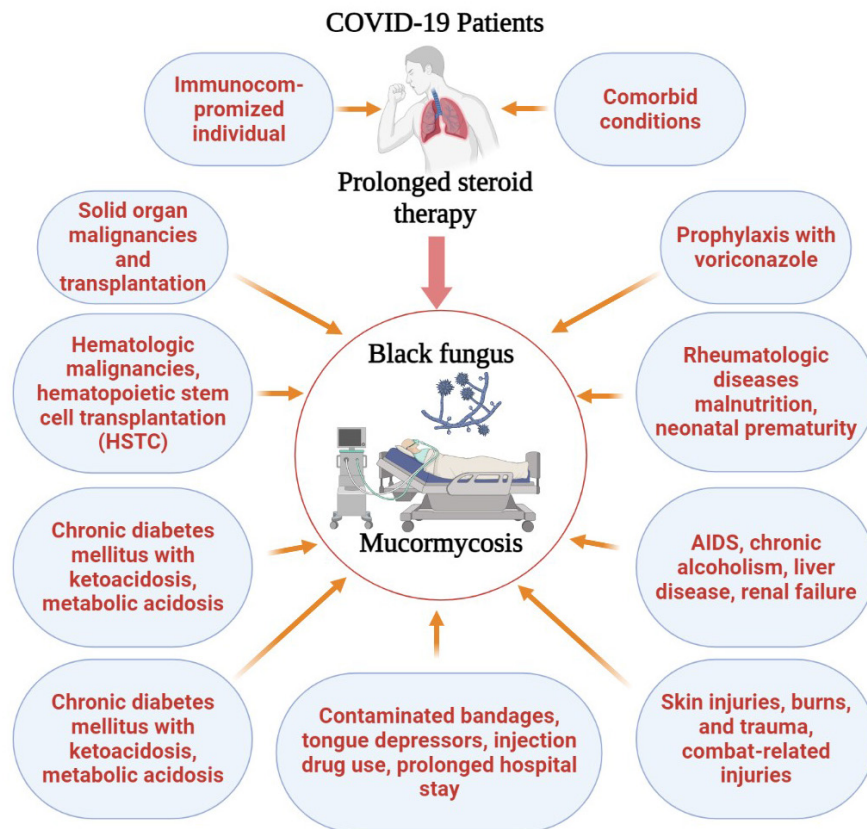 COVID-19 Patients
Immunocom-
promized
individual
Comorbid
conditions
Prolonged steroid
therapy
Solid organ
malignancies
and
transplantation
Prophylaxis with
voriconazole
Hematologic
malignancies,
hematopoietic stem
cell transplantation
(HSTC)
Black fungus
Rheumatologic
diseases
malnutrition,
neonatal prematurity
Chronic diabetes
mellitus with
ketoacidosis,
metabolic acidosis
Mucormycosis
AIDS, chronic
alcoholism, liver
disease, renal failure
Chronic diabetes
mellitus with
ketoacidosis,
metabolic acidosis
Contaminated bandages,
tongue depressors, injection
drug use, prolonged hospital
stay
Skin injuries, burns,
and trauma,
combat-related
injuries